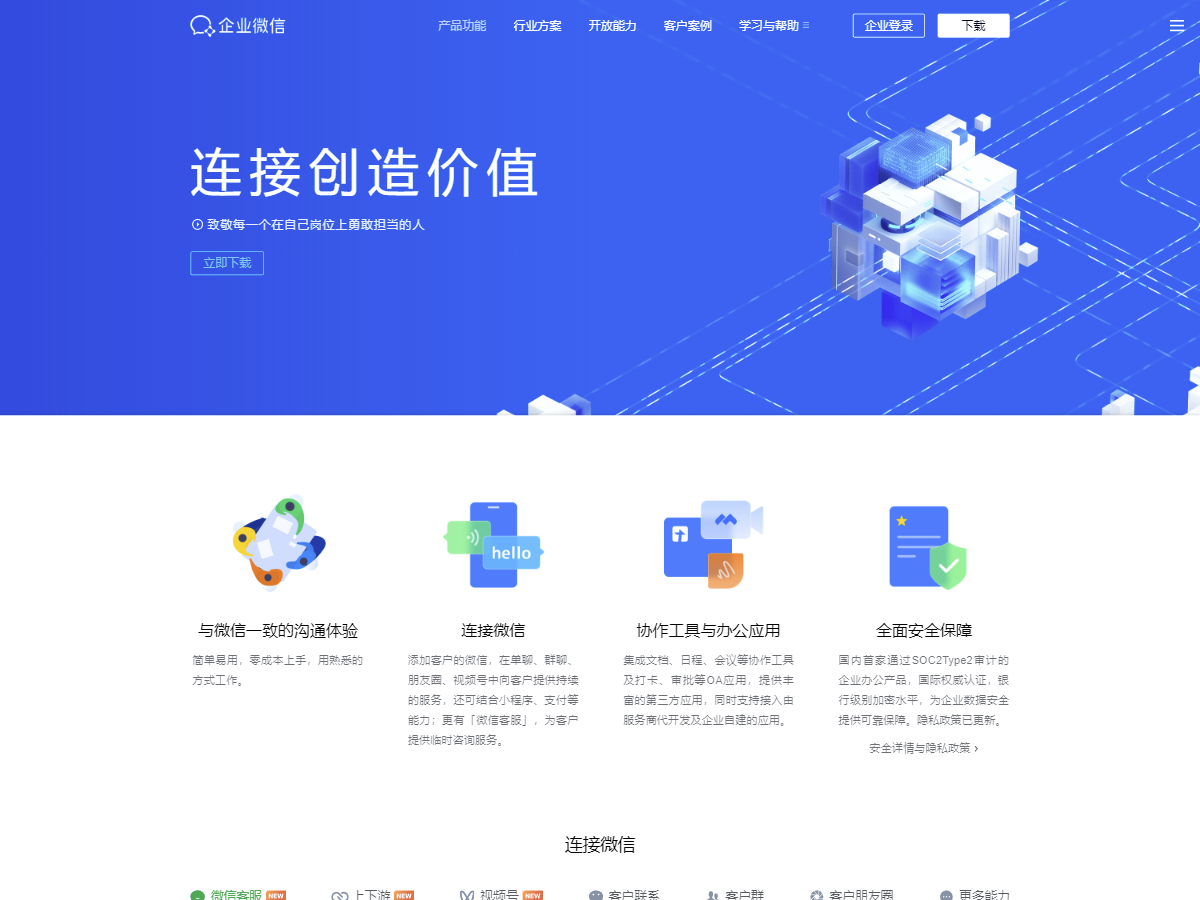 企业微信
产品功能 行业方案 开放能力 客户案例 学习与帮助 企业登录 下载
连接创造价值
致敬每一个在自己岗位上勇敢担当的人
立即下载
hello
与微信一致的沟通体验
简单易用，零成本上手，用熟悉的
方式工作。
连接微信
添加客户的微信，在单聊、群聊、
朋友圈、视频号中向客户提供持续
的服务，还可结合小程序、支付等
能力；更有「微信客服」，为客户
提供临时咨询服务。
协作工具与办公应用
集成文档、日程、会议等协作工具
及打卡、审批等OA应用，提供丰
富的第三方应用，同时支持接入由
服务商代开发及企业自建的应用。
全面安全保障
国内首家通过SOC2Type2审计的
企业办公产品，国际权威认证，银
行级别加密水平，为企业数据安全
提供可靠保障。隐私政策已更新。
安全详情与隐私政策 ›
连接微信
微信客服 NEW 上下游 NEW 视频号 NEW 客户联系 客户群 客户朋友圈 更多能力